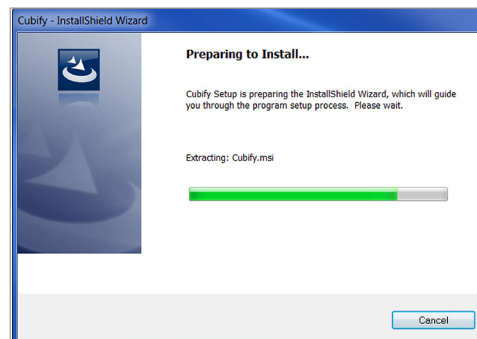 Cubify - InstallShield Wizard
Preparing to Install...
Cubify Setup is preparing the InstallShield Wizard, which will guide
you through the program setup process.  Please wait.
Extracting: Cubify.msi
Cancel